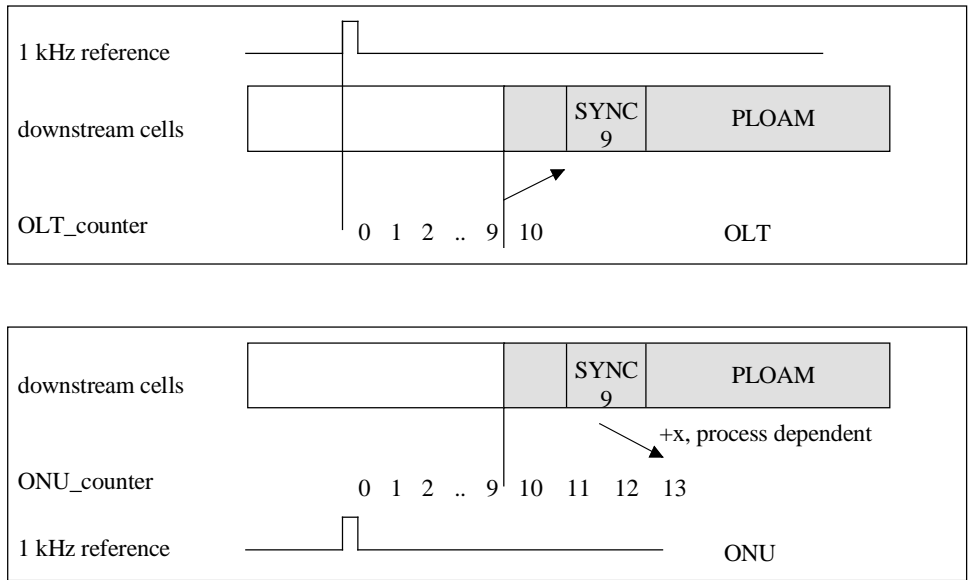 1 kHz reference
downstream cells
SYNC
9
PLOAM
OLT_counter
0 1 2 .. 9 10
OLT
downstream cells
SYNC
9
PLOAM
+x, process dependent
ONU_counter
0 1 2 .. 9 10 11 12 13
1 kHz reference
ONU